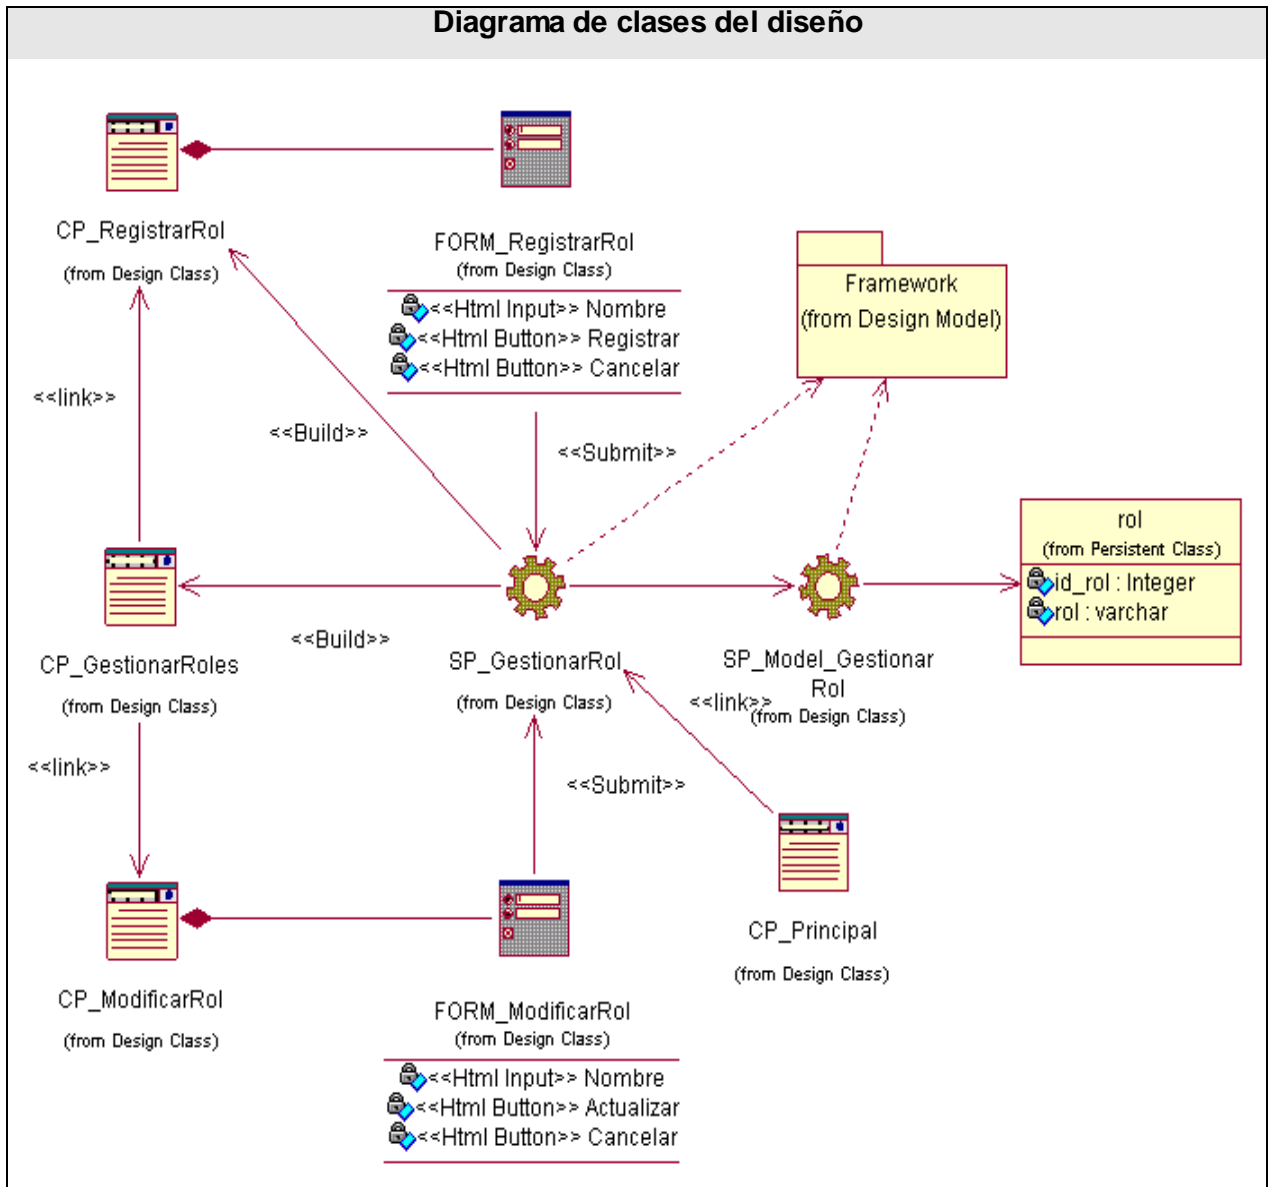 Diagrama de clases del diseño
CP_RegistrarRol
(from Design Class)
FORM_RegistrarRol
(from Design Class)
<<Html Input>> Nombre
<<Html Button>> Registrar
<<Html Button>> Cancelar
Framework
(from Design Model)
<<link>>
<<Build>>
<<Submit>>
rol
(from Persistent Class)
id_rol : Integer
rol : varchar
<<Build>>
CP_GestionarRoles
(from Design Class)
SP_GestionarRol
(from Design Class)
SP_Model_Gestionar
Rol
(from Design Class)
<<link>>
<<link>>
<<Submit>>
CP_Principal
(from Design Class)
CP_ModificarRol
(from Design Class)
FORM_ModificarRol
(from Design Class)
<<Html Input>> Nombre
<<Html Button>> Actualizar
<<Html Button>> Cancelar